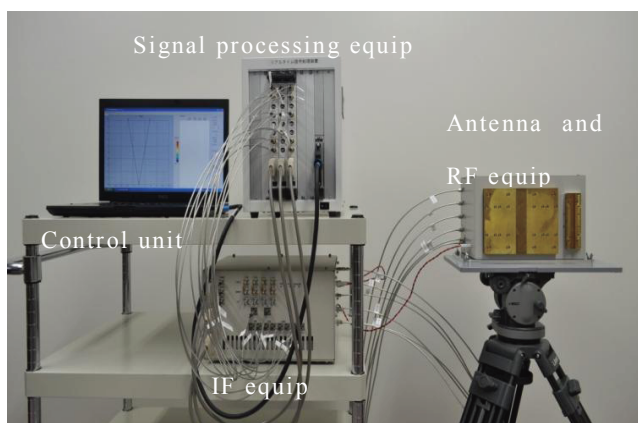 Signal processing equip
Antenna and
RF equip
Control unit
IF equip